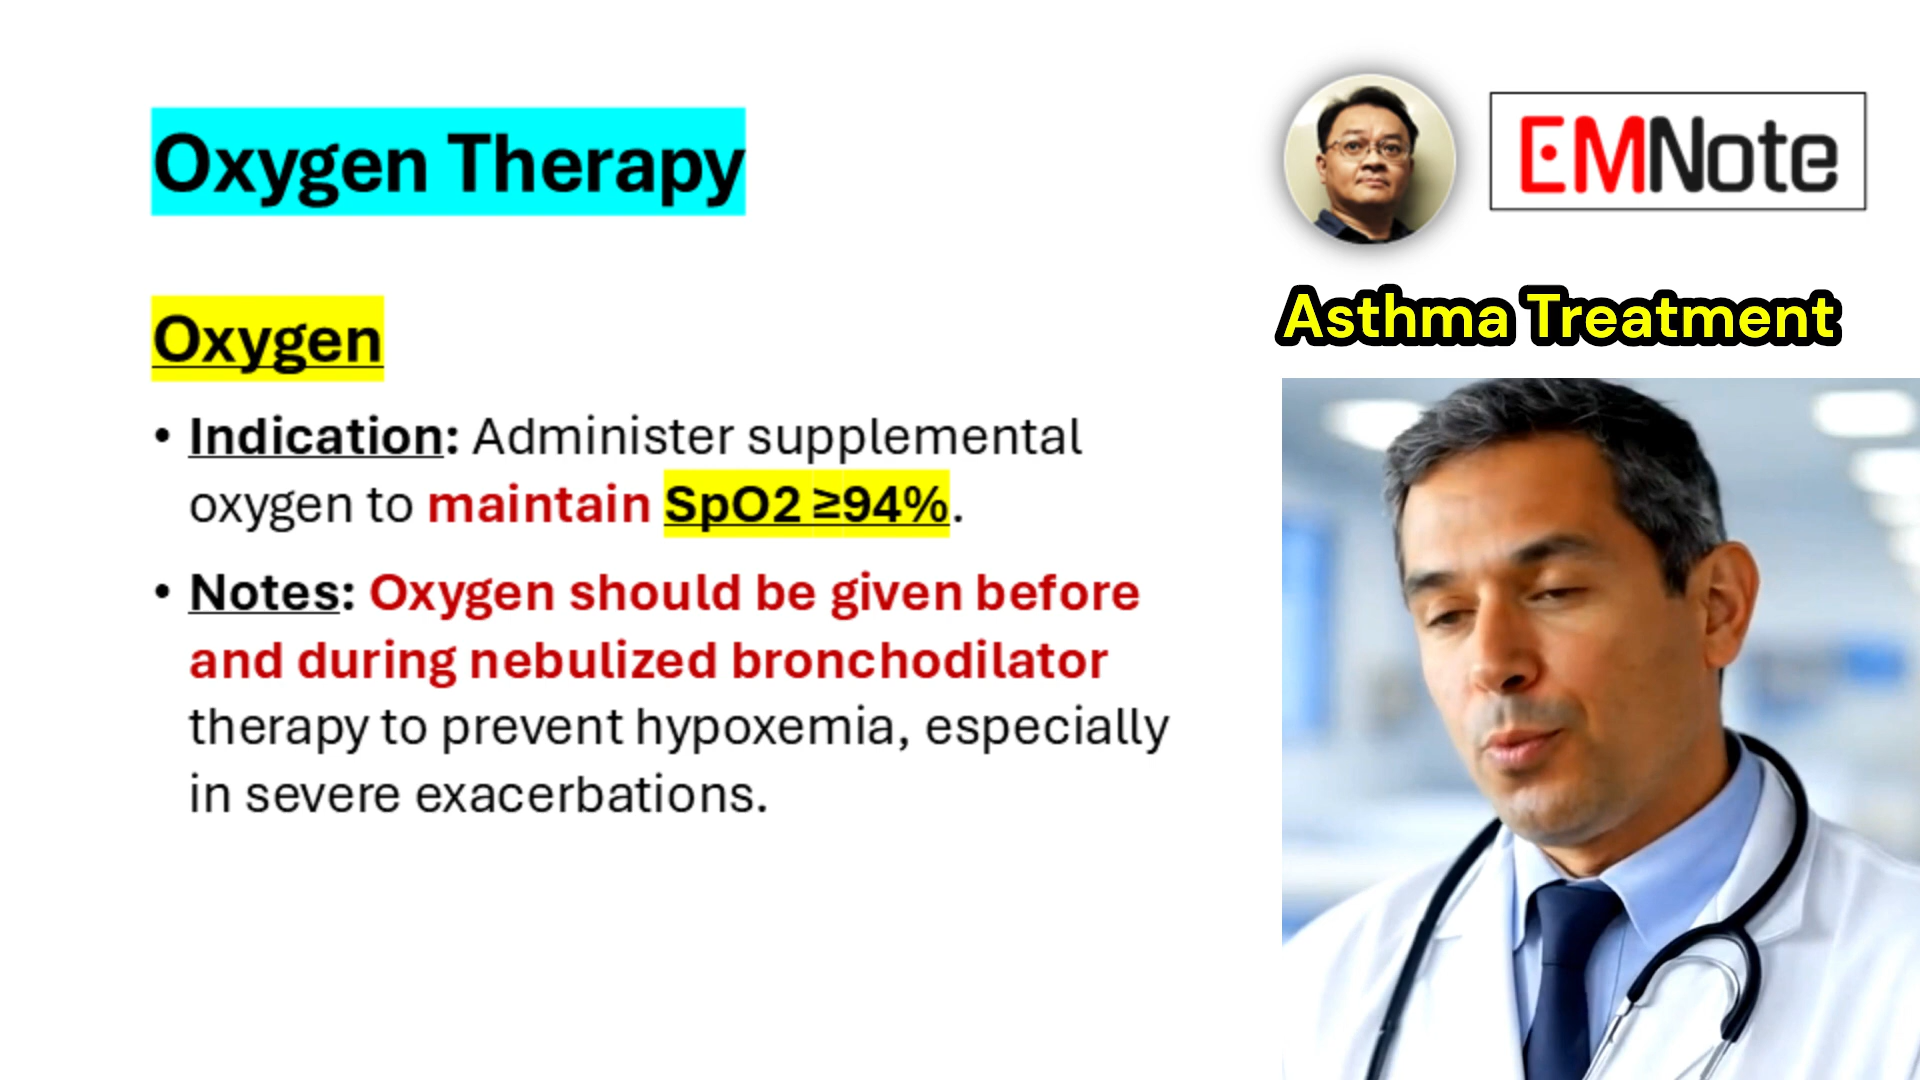 Oxygen Therapy
EMNote
Asthma Treatment
Oxygen
• Indication: Administer supplemental
oxygen to maintain SpO2 ≥94%.
• Notes: Oxygen should be given before
and during nebulized bronchodilator
therapy to prevent hypoxemia, especially
in severe exacerbations.